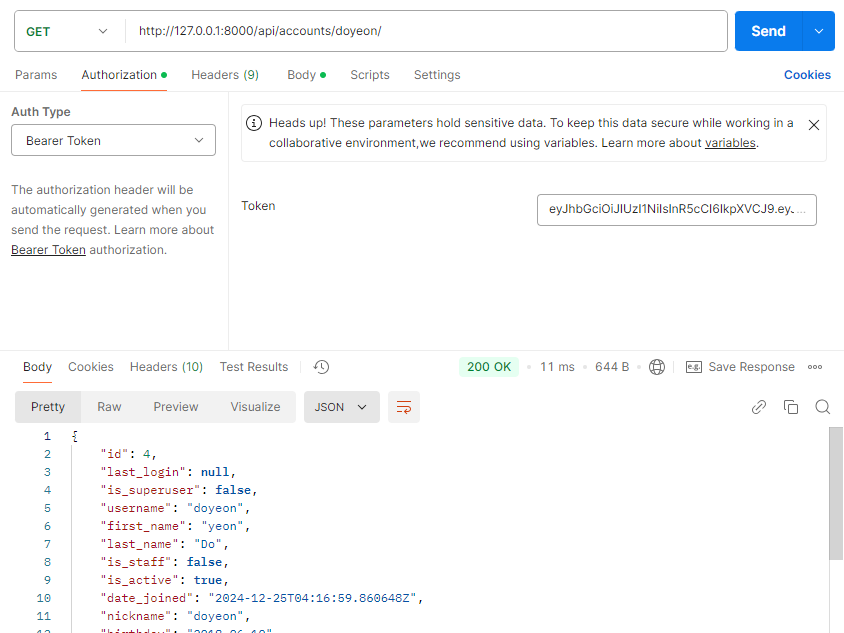 GET
http://127.0.0.1:8000/api/accounts/doyeon/
Send
Params
Authorization
Headers (9)
Body
Scripts
Settings
Cookies
Auth Type
Bearer Token
The authorization header will be
automatically generated when you
send the request. Learn more about
Bearer Token authorization.
Heads up! These parameters hold sensitive data. To keep this data secure while working in a
collaborative environment,we recommend using variables. Learn more about variables.
Token
eyJhbGciOiJIUzI1NiIsInR5cCI6IkpXVCJ9.eyJ...
Body
Cookies
Headers (10)
Test Results
200 OK
11 ms
644 B
e.g.
Save Response
Pretty
Raw
Preview
Visualize
JSON
1 {
2 "id": 4,
3 "last_login": null,
4 "is_superuser": false,
5 "username": "doyeon",
6 "first_name": "yeon",
7 "last_name": "Do",
8 "is_staff": false,
9 "is_active": true,
10 "date_joined": "2024-12-25T04:16:59.860648Z",
11 "nickname": "doyeon",
12 "birthday": "2018-06-10"